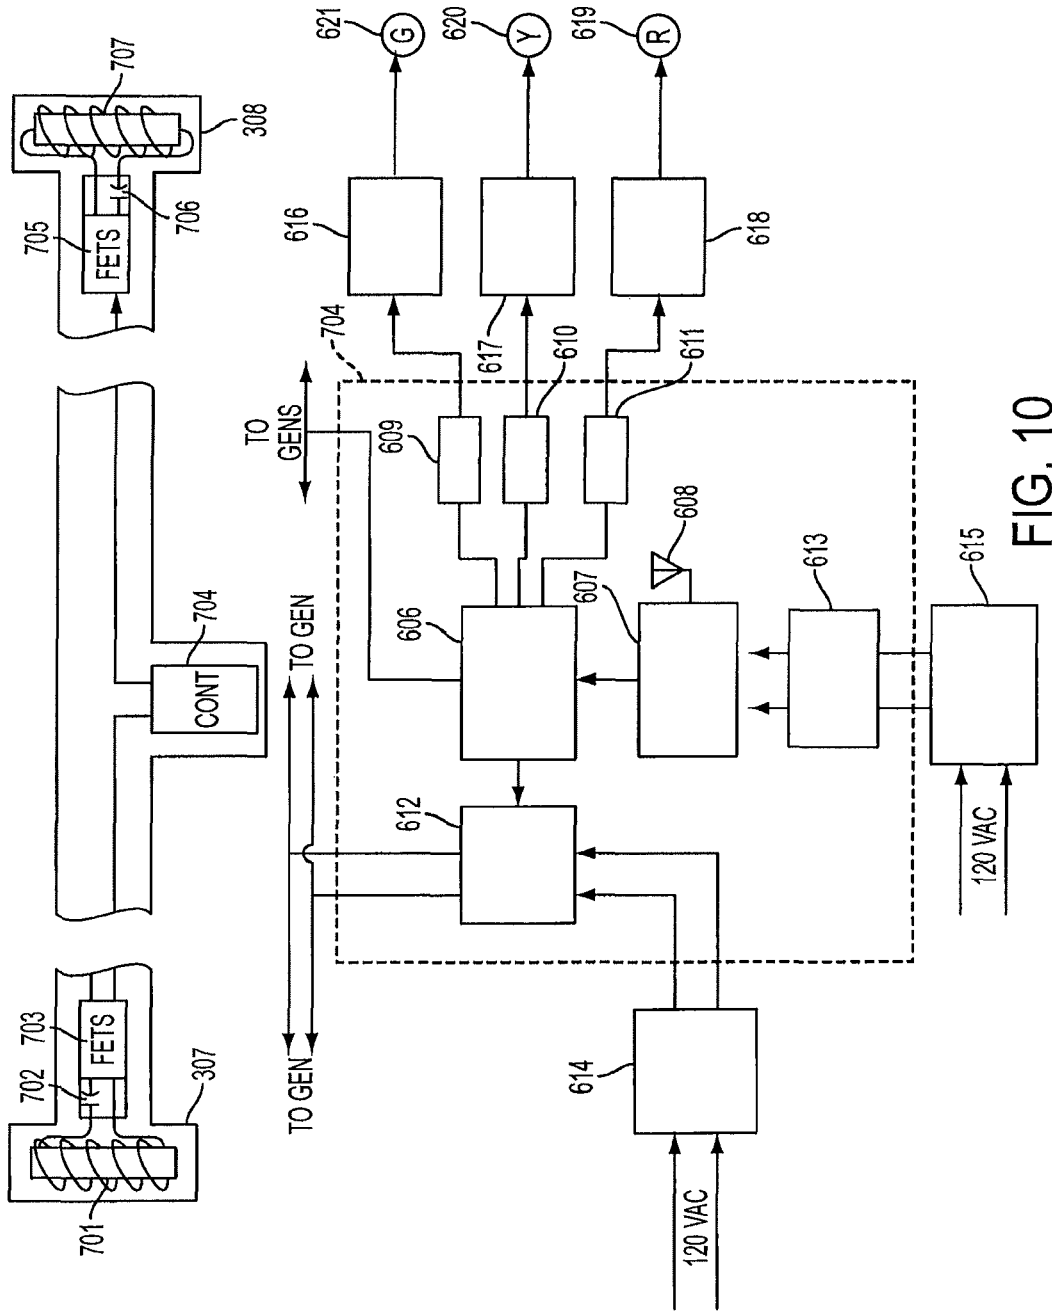 702
703
705
701
FETS
FETS
707
706
307
704
CONT
308
TO
GENS
TO GEN
TO GEN
616
621
704
609
612
606
G
620
617
Y
610
619
614
607
R
608
611
120 VAC
618
613
615
120 VAC
FIG. 10